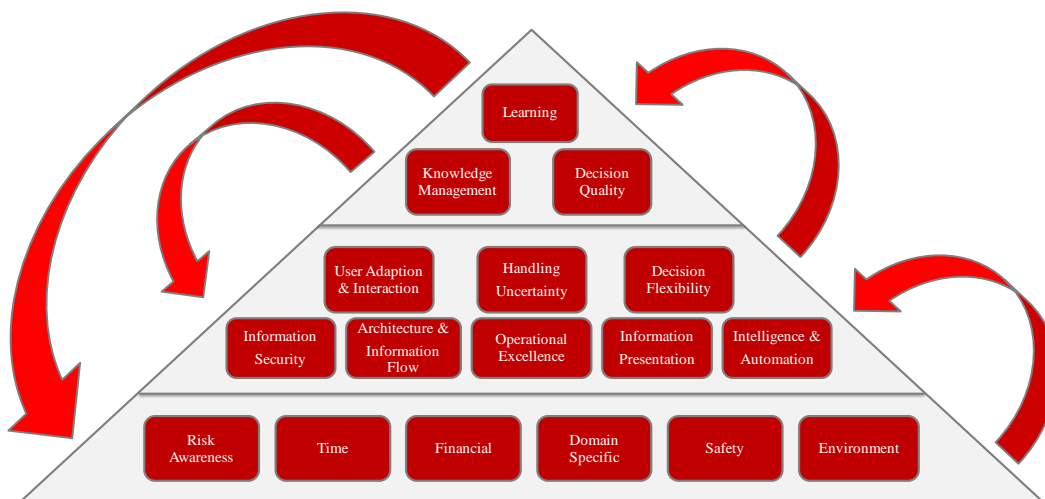 Learning
Knowledge
Management
Decision
Quality
User Adaption
& Interaction
Handling
Uncertainty
Decision
Flexibility
Information
Security
Architecture &
Information
Flow
Operational
Excellence
Information
Presentation
Intelligence &
Automation
Risk
Awareness
Time
Financial
Domain
Specific
Safety
Environment